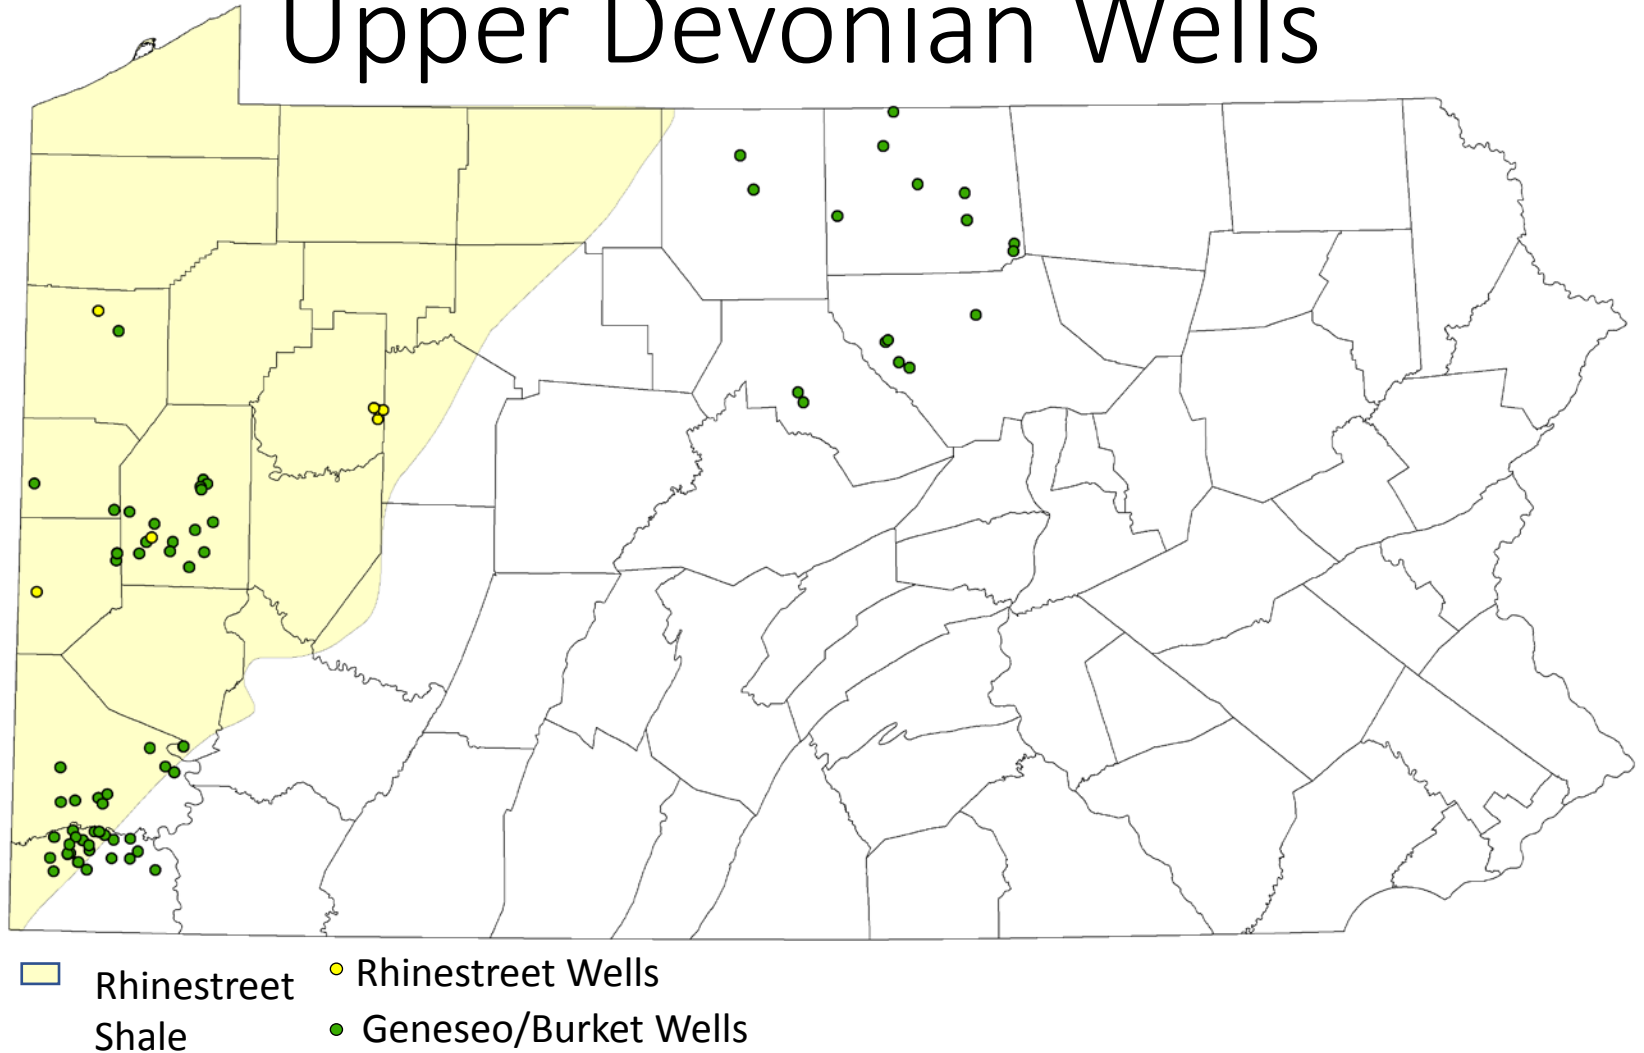 Upper Devonian Wells
Rhinestreet
Shale
Rhinestreet Wells
Geneseo/Burket Wells